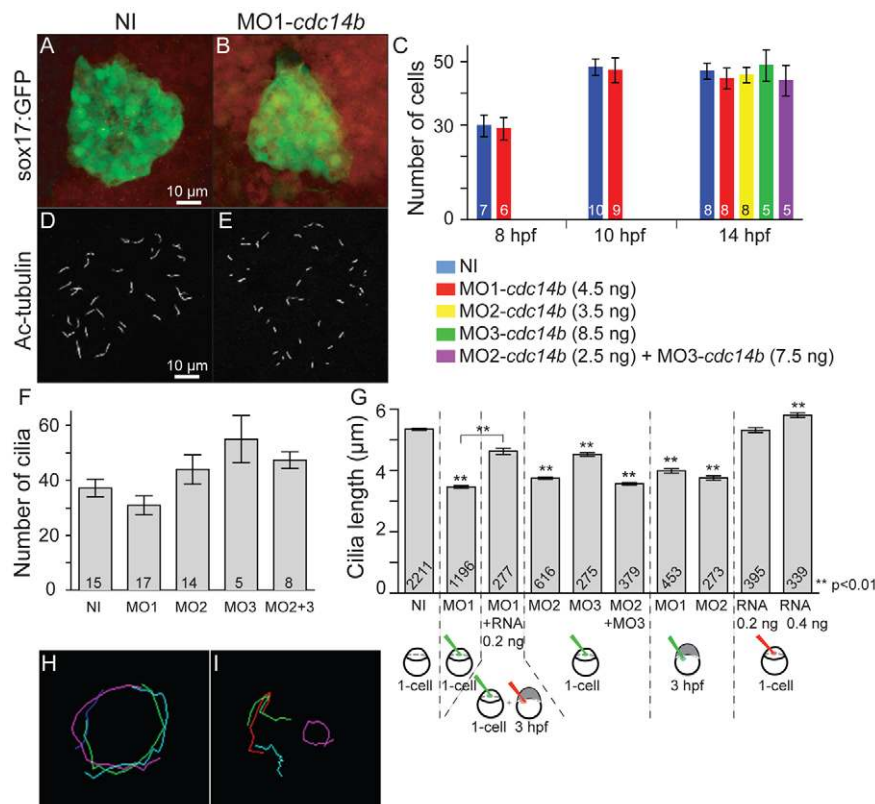 NI
MO1-cdc14b
A
B
sox17:GFP
10 µm
10 µm
D
E
Ac-tubulin
10 µm
C
Number of cells
50
30
0
7
6
10
9
8
8
8
5
5
8 hpf
10 hpf
14 hpf
NI
MO1-cdc14b (4.5 ng)
MO2-cdc14b (3.5 ng)
MO3-cdc14b (8.5 ng)
MO2-cdc14b (2.5 ng) + MO3-cdc14b (7.5 ng)
F
Number of cilia
60
40
20
0
15
17
14
5
8
NI
MO1
MO2
MO3
MO2+3
G
Cilia length (µm)
6
4
2
0
**
**
**
**
**
**
**
**
2211
1196
277
616
275
379
453
273
395
339
** p<0.01
NI
MO1
MO1
+RNA
0.2 ng
MO2
MO3
MO2
+MO3
MO1
MO2
RNA
0.2 ng
RNA
0.4 ng
1-cell
1-cell
1-cell
3 hpf
1-cell
+
1-cell
3 hpf
H
I